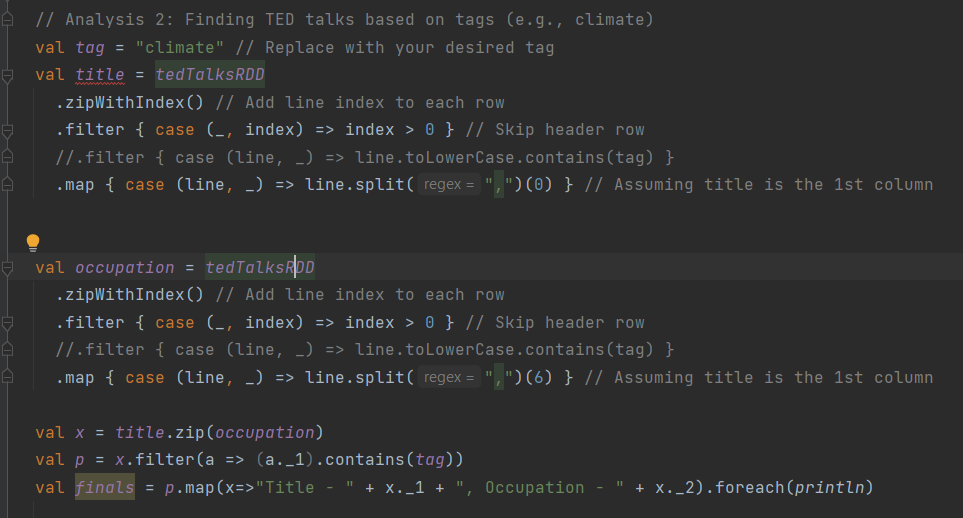 // Analysis 2: Finding TED talks based on tags (e.g., climate)
val tag = "climate" // Replace with your desired tag
val title = tedTalksRDD
.zipWithIndex() // Add line index to each row
.filter { case (_, index) => index > 0 } // Skip header row
//.filter { case (line, _) => line.toLowerCase.contains(tag) }
.map { case (line, _) => line.split( regex = ",")(0) } // Assuming title is the 1st column
val occupation = tedTalksRDD
.zipWithIndex() // Add line index to each row
.filter { case (_, index) => index > 0 } // Skip header row
//.filter { case (line, _) => line.toLowerCase.contains(tag) }
.map { case (line, _) => line.split( regex = ",")(6) } // Assuming title is the 1st column
val x = title.zip(occupation)
val p = x.filter(a => (a._1).contains(tag))
val finals = p.map(x=>"Title - " + x._1 + ", Occupation - " + x._2).foreach(println)